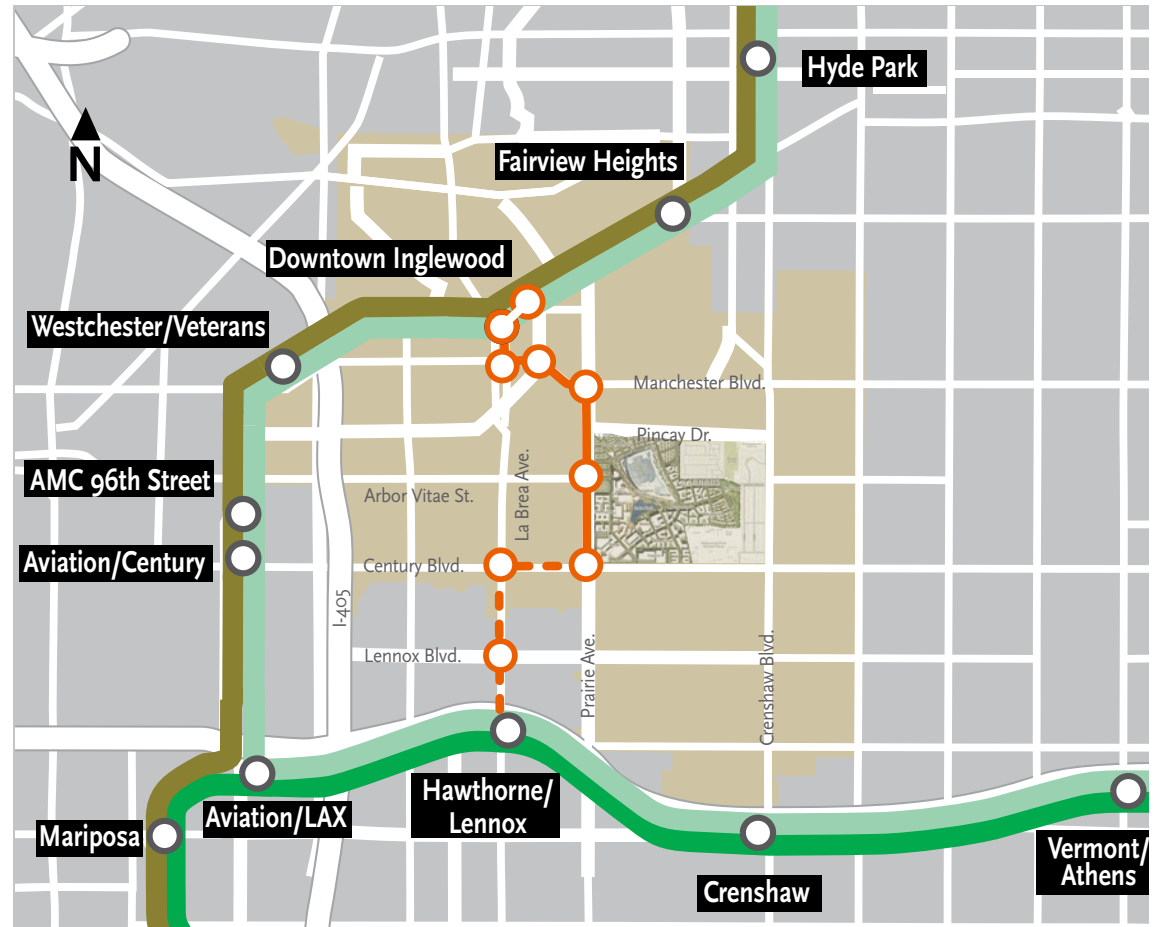 Hyde Park
N
Fairview Heights
Downtown Inglewood
Westchester/Veterans
Manchester Blvd.
Pincay Dr.
AMC 96th Street
Arbor Vitae St.
La Brea Ave.
Aviation/Century
Century Blvd.
I-405
Lennox Blvd.
Prairie Ave.
Crenshaw Blvd.
Hawthorne/
Lennox
Aviation/LAX
Mariposa
Crenshaw
Vermont/
Athens